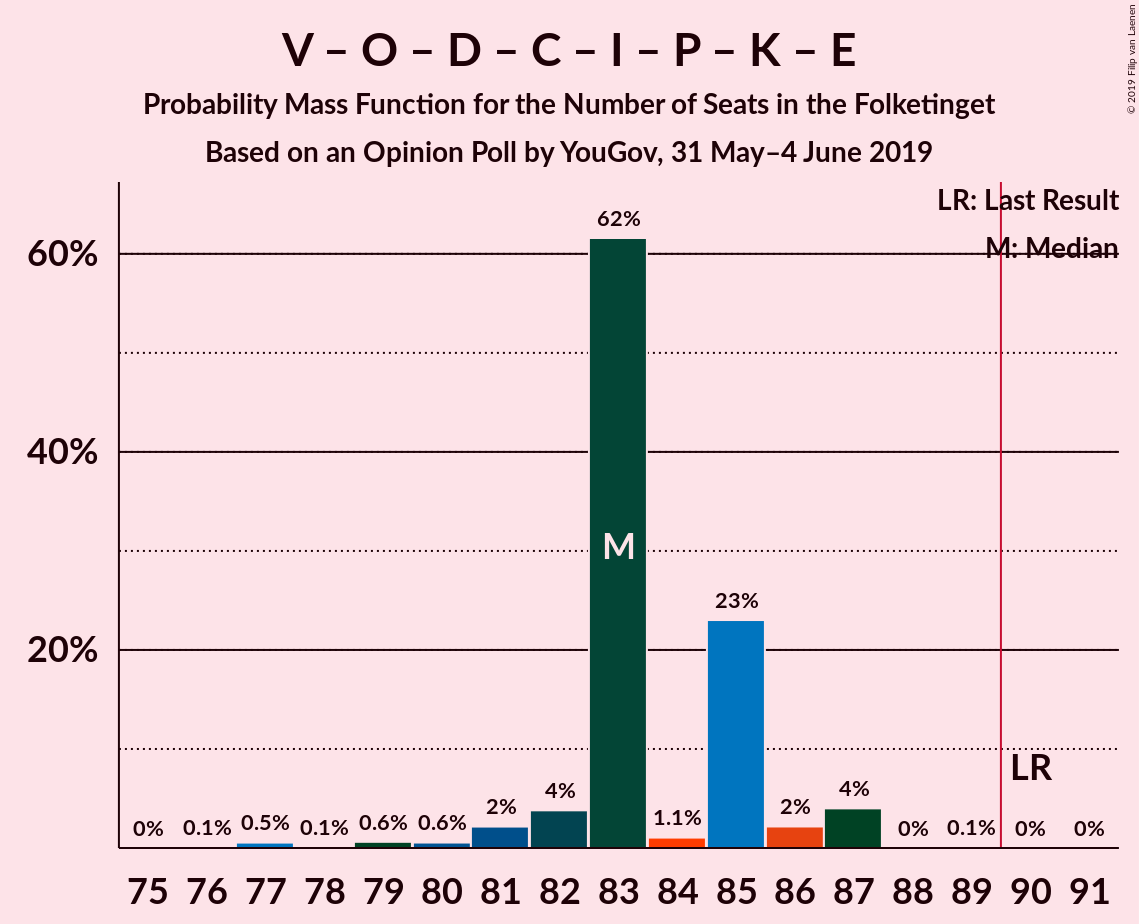 V – O – D – C – I – P – K – E
Probability Mass Function for the Number of Seats in the Folketinget
Based on an Opinion Poll by YouGov, 31 May–4 June 2019
© 2019 Filip van Laenen
LR: Last Result
M: Median
60%
40%
20%
62%
M
23%
LR
0% 0.1% 0.5% 0.1% 0.6% 0.6% 2% 4% 1.1% 2% 4% 0% 0.1% 0% 0%
75 76 77 78 79 80 81 82 83 84 85 86 87 88 89 90 91